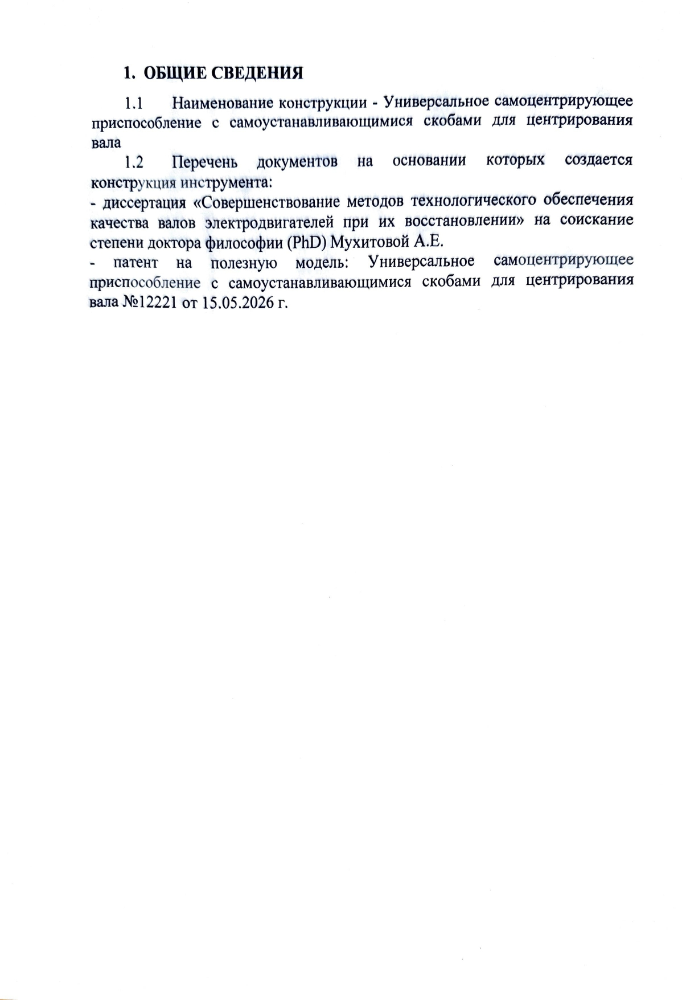 1. ОБЩИЕ СВЕДЕНИЯ
1.1 Наименование конструкции - Универсальное самоцентрирующее
приспособление с самоустанавливающимися скобами для центрирования
вала
1.2 Перечень документов на основании которых создается
конструкция инструмента:
- диссертация «Совершенствование методов технологического обеспечения
качества валов электродвигателей при их восстановлении» на соискание
степени доктора философии (PhD) Мухитовой А.Е.
- патент на полезную модель: Универсальное самоцентрирующее
приспособление с самоустанавливающимися скобами для центрирования
вала №12221 от 15.05.2026 г.